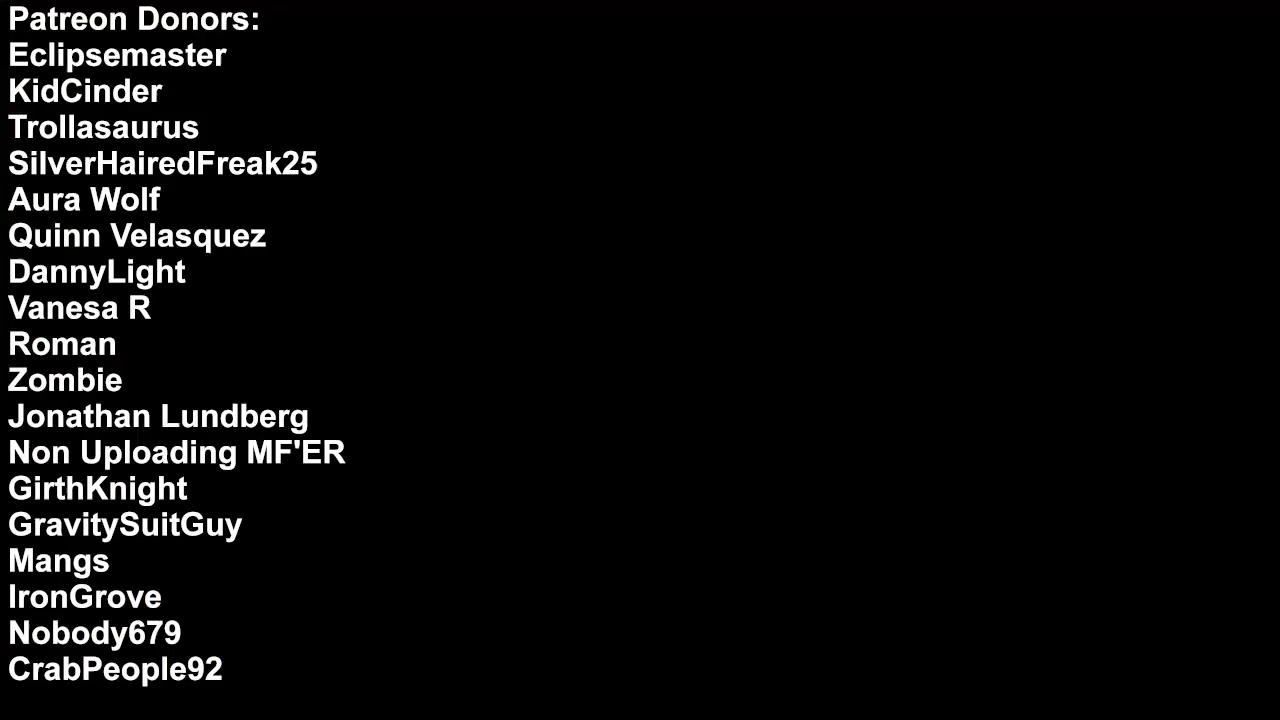 Patreon Donors:
Eclipsemaster
KidCinder
Trollasaurus
SilverHairedFreak25
Aura Wolf
Quinn Velasquez
DannyLight
Vanesa R
Roman
Zombie
Jonathan Lundberg
Non Uploading MF'ER
GirthKnight
GravitySuitGuy
Mangs
IronGrove
Nobody679
CrabPeople92